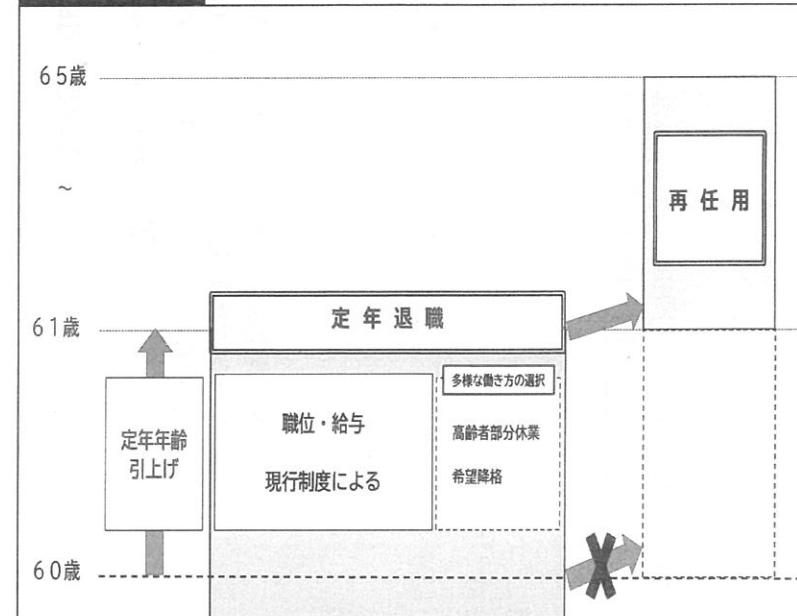 65歳
~
再任用
定年退職
61歳
多様な働き方の選択
職位・給与
高齢者部分休業
定年年齢
引上げ
現行制度による
希望降格
60歳